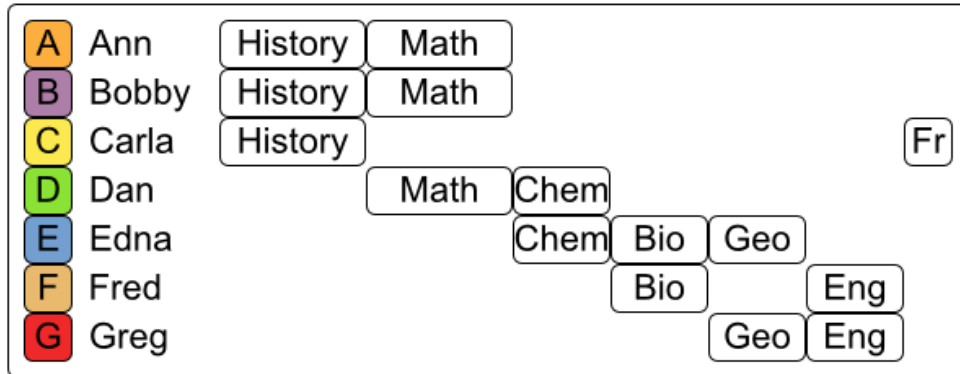 A Ann History Math
B Bobby History Math
C Carla History Fr
D Dan Math Chem
E Edna Chem Bio Geo
F Fred Bio Eng
G Greg Geo Eng